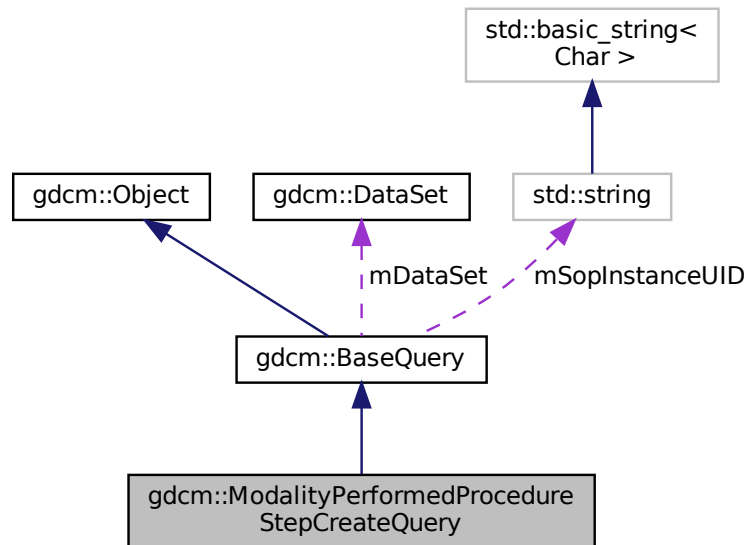 std::basic_string<
Char >
gdcm::Object
gdcm::DataSet
std::string
mDataSet
mSopInstanceUID
gdcm::BaseQuery
gdcm::ModalityPerformedProcedure
StepCreateQuery